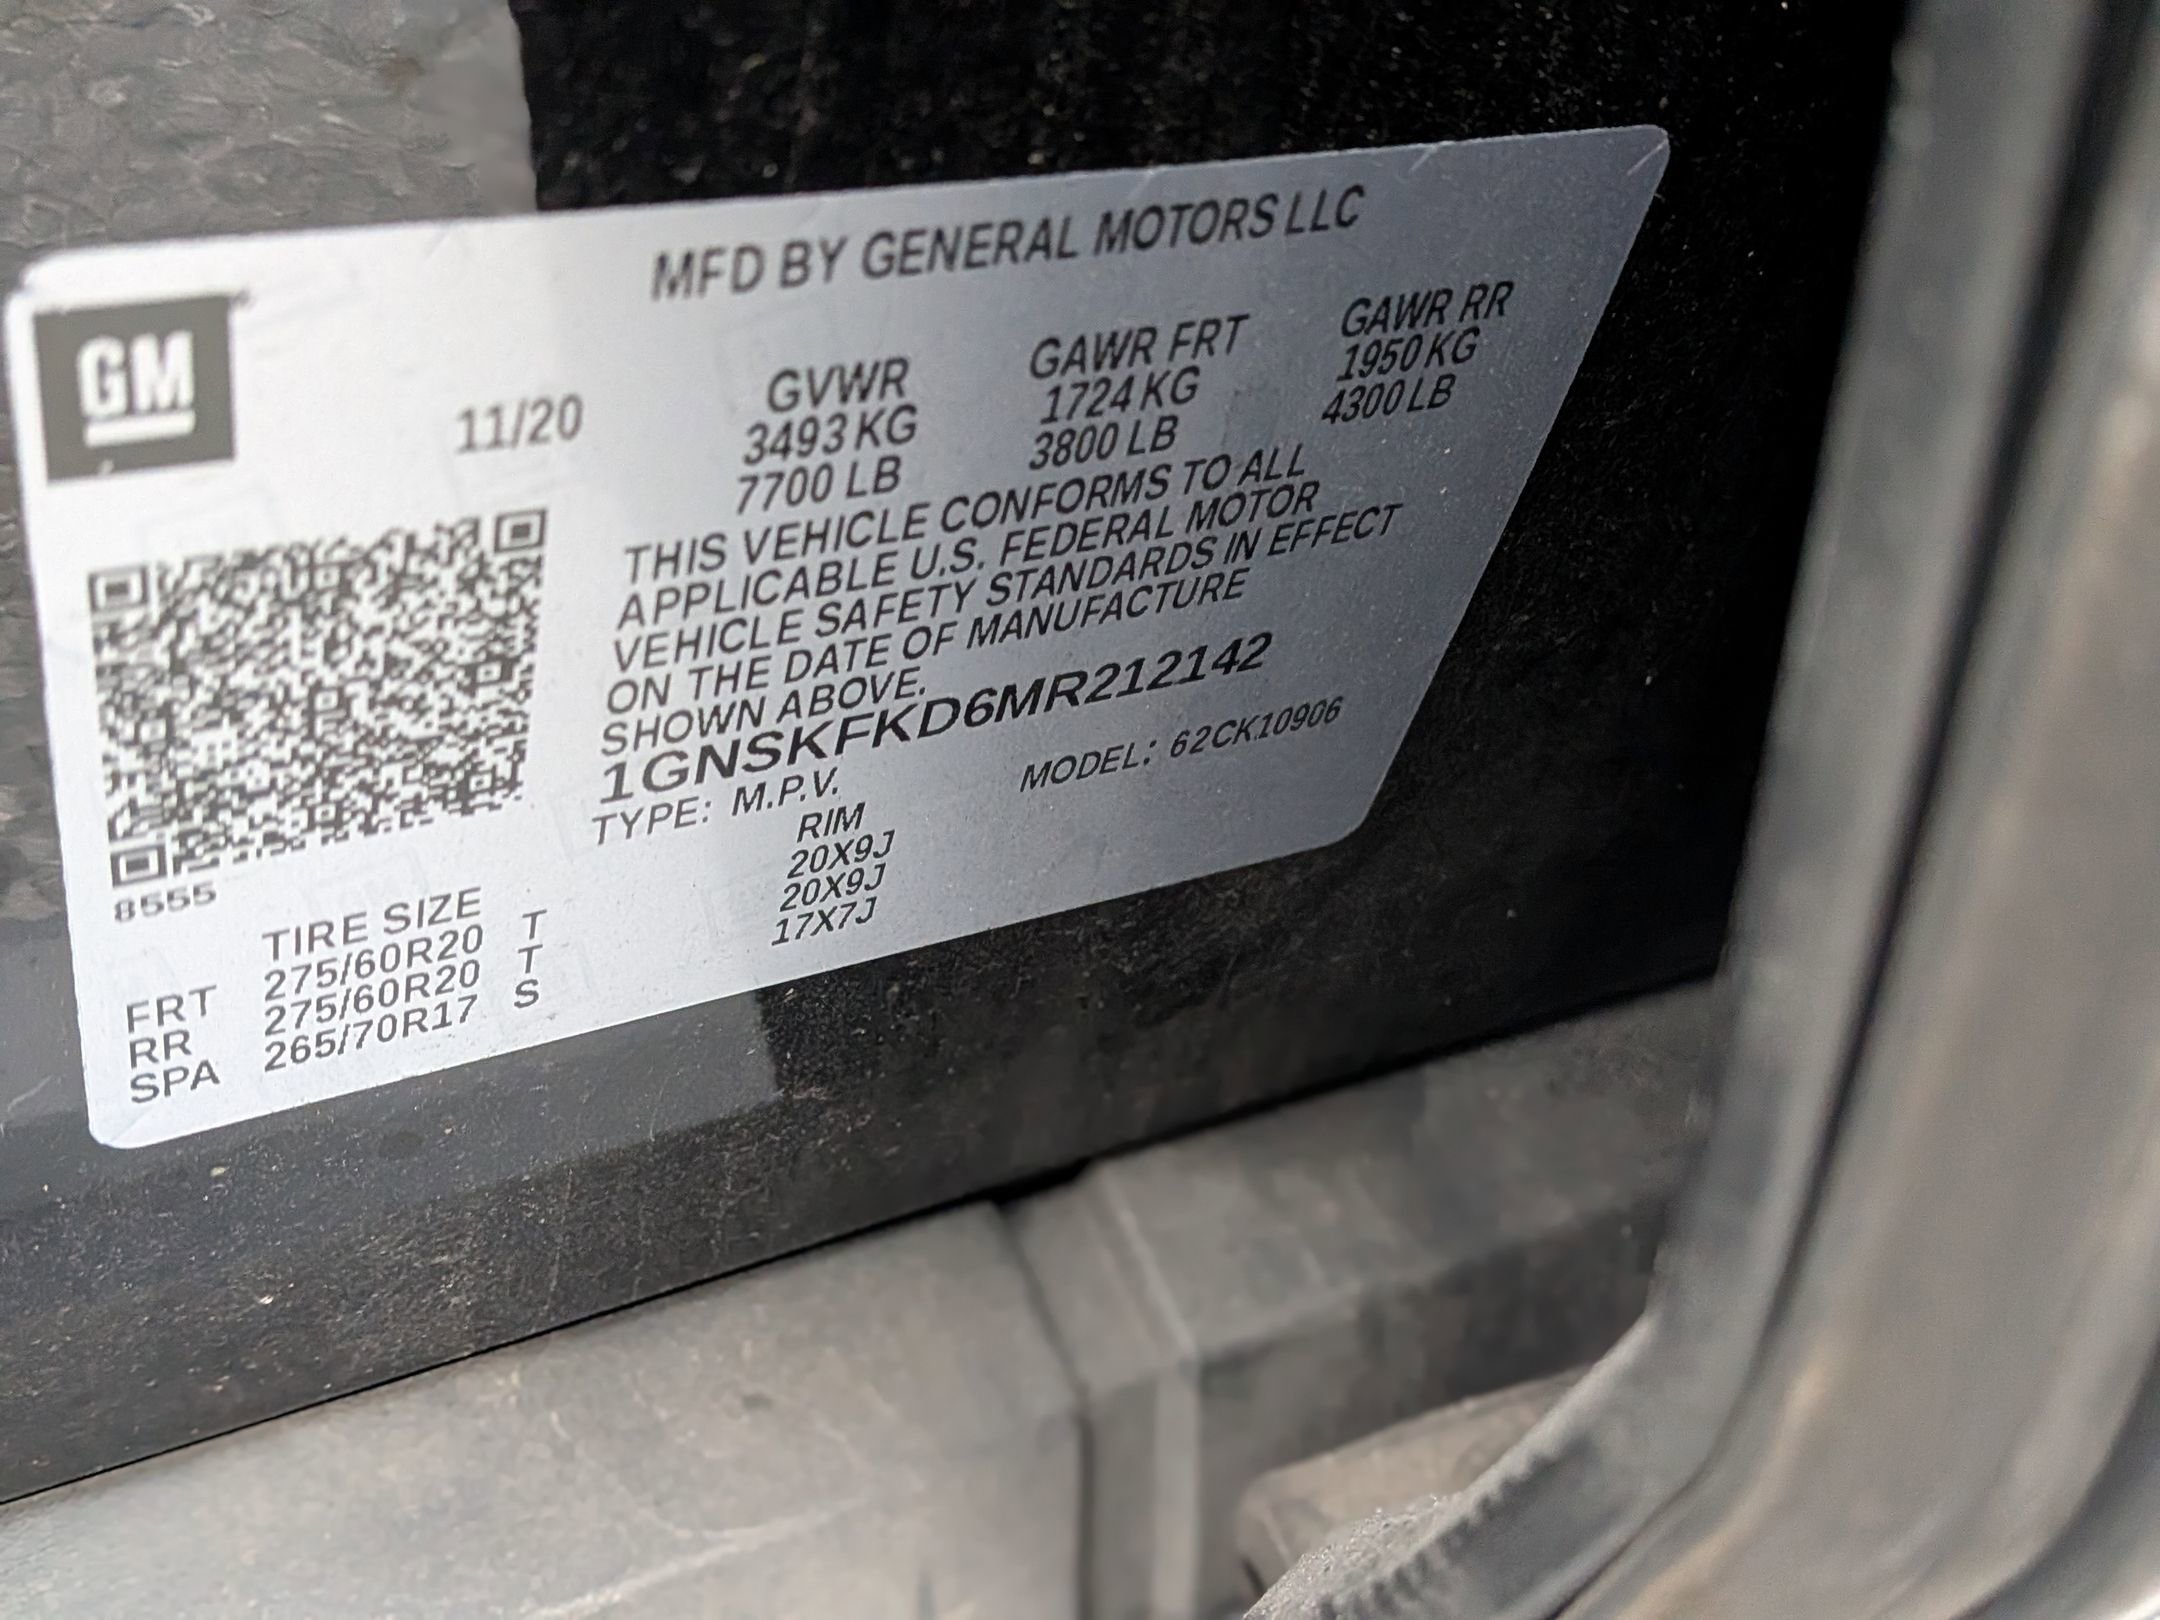 MFD BY GENERAL MOTORS LLC
GM
11/20
GVWR GAWR FRT GAWR RR
3493 KG 1724 KG 1950 KG
7700 LB 3800 LB 4300 LB
THIS VEHICLE CONFORMS TO ALL
APPLICABLE U.S. FEDERAL MOTOR
VEHICLE SAFETY STANDARDS IN EFFECT
ON THE DATE OF MANUFACTURE
SHOWN ABOVE.
1GNSKFKD6MR212142
TYPE: M.P.V. MODEL: 62CK10906
8555
TIRE SIZE RIM
FRT 275/60R20 T 20X9J
RR 275/60R20 T 20X9J
SPA 265/70R17 S 17X7J